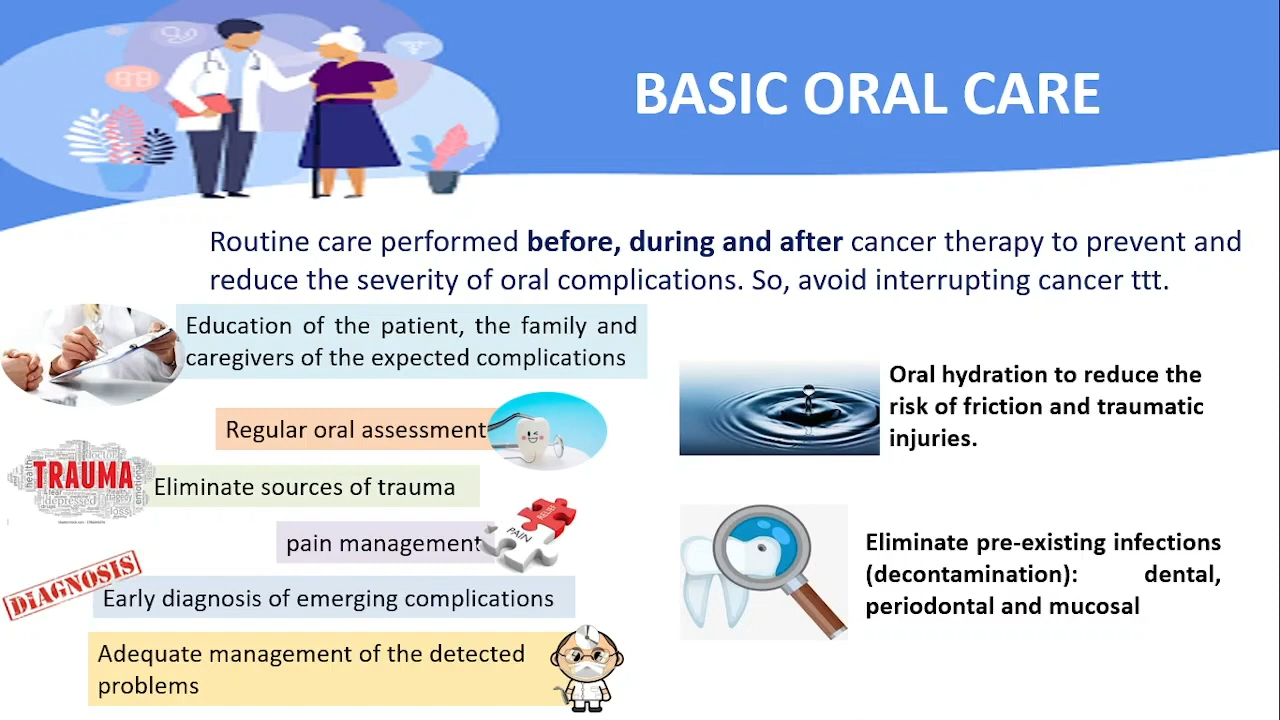 BASIC ORAL CARE
Routine care performed before, during and after cancer therapy to prevent and
reduce the severity of oral complications. So, avoid interrupting cancer ttt.
Education of the patient, the family and
caregivers of the expected complications
Regular oral assessment
TRAUMA
depressed
Eliminate sources of trauma
PAIN
RELIEF
pain management
DIAGNOSIS
Early diagnosis of emerging complications
Adequate management of the detected
problems
Oral hydration to reduce the
risk of friction and traumatic
injuries.
Eliminate pre-existing infections
(decontamination): dental,
periodontal and mucosal